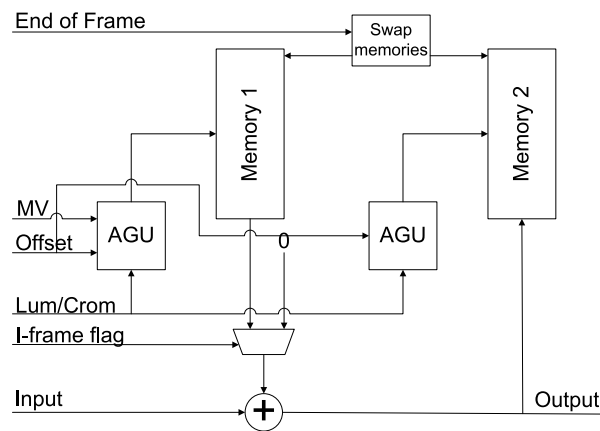 End of Frame
Swap
memories
Memory 1
Memory 2
MV
AGU
AGU
Offset
0
Lum/Crom
I-frame flag
Input
+
Output